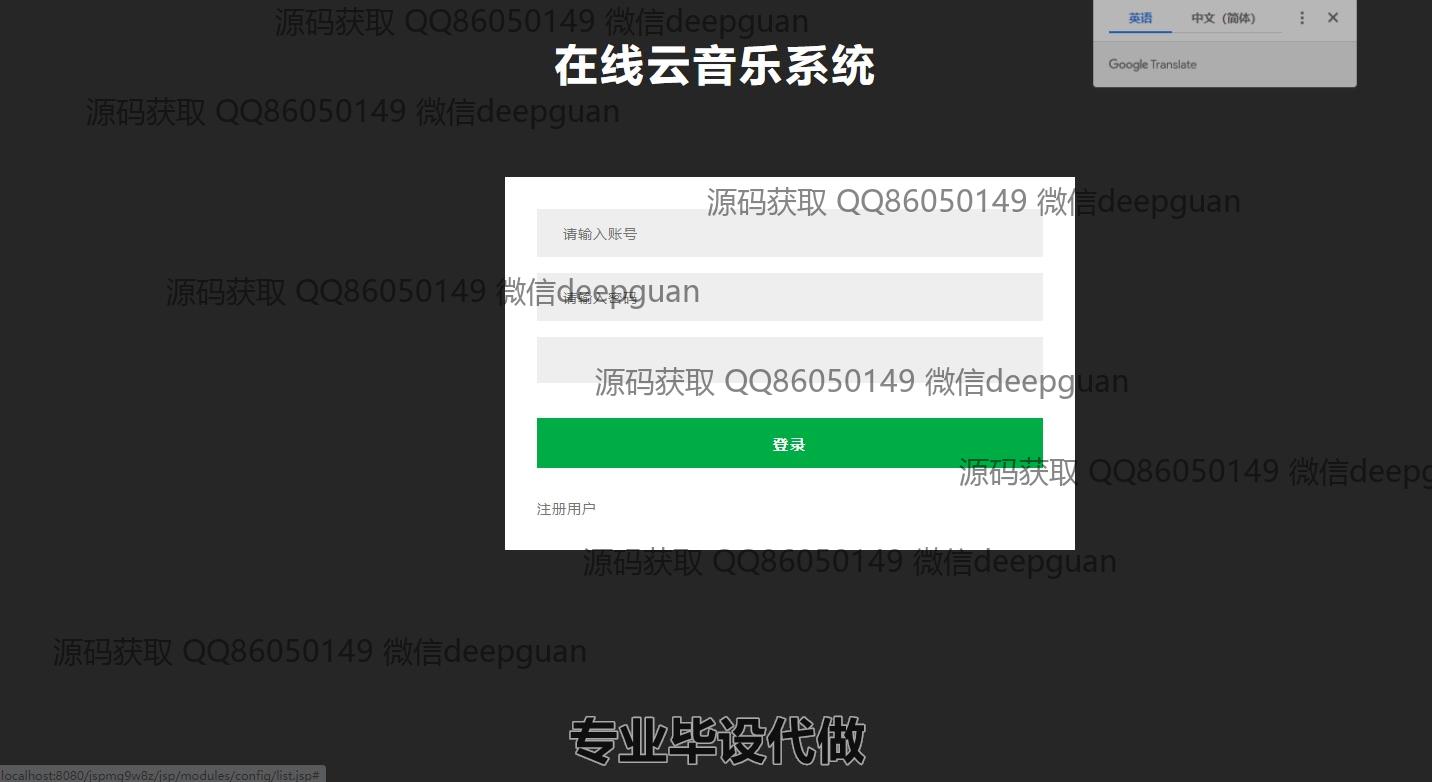 源码获取 QQ86050149 微信deepguan
英语 中文（简体）
在线云音乐系统
Google Translate
源码获取 QQ86050149 微信deepguan
源码获取 QQ86050149 微信deepguan
请输入账号
源码获取 QQ86050149 微信deepguan
请输入密码
源码获取 QQ86050149 微信deepguan
登录
源码获取 QQ86050149 微信deepg
注册用户
源码获取 QQ86050149 微信deepguan
源码获取 QQ86050149 微信deepguan
专业毕设代做
localhost:8080/jspmq9w8z/jsp/modules/config/list.jsp#